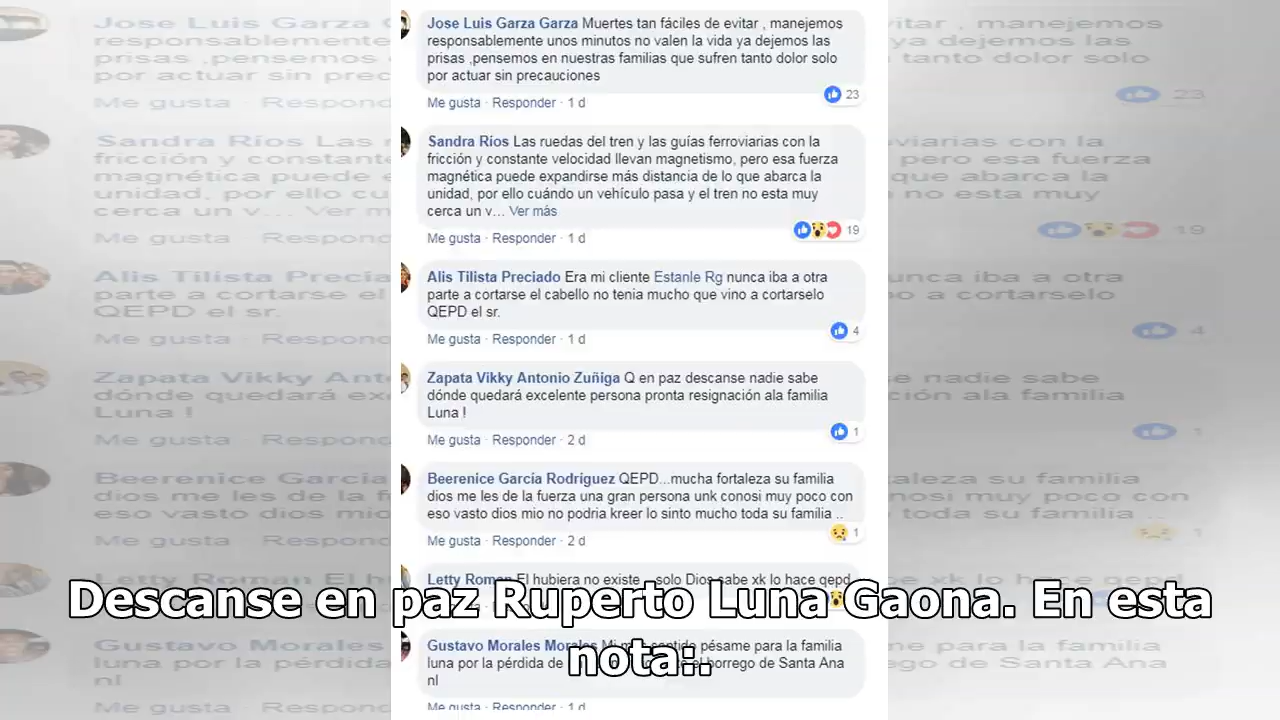 Jose Luis Garza Garza Muertes tan fáciles de evitar , manejemos
responsablemente unos minutos no valen la vida ya dejemos las
prisas ,pensemos en nuestras familias que sufren tanto dolor solo
por actuar sin precauciones
23
Me gusta · Responder · 1 d
Sandra Ríos Las ruedas del tren y las guías ferroviarias con la
fricción y constante velocidad llevan magnetismo, pero esa fuerza
magnética puede expandirse más distancia de lo que abarca la
unidad, por ello cuándo un vehículo pasa y el tren no esta muy
cerca un v... Ver más
19
Me gusta · Responder · 1 d
Alis Tilista Preciado Era mi cliente Estanle Rg nunca iba a otra
parte a cortarse el cabello no tenia mucho que vino a cortarselo
QEPD el sr.
4
Me gusta · Responder · 1 d
Zapata Vikky Antonio Zuñiga Q en paz descanse nadie sabe
dónde quedará excelente persona pronta resignación ala familia
Luna !
1
Me gusta · Responder · 2 d
Beerenice García Rodríguez QEPD...mucha fortaleza su familia
dios me les de la fuerza una gran persona unk conosi muy poco con
eso vasto dios mio no podria kreer lo sinto mucho toda su família ..
1
Me gusta · Responder · 2 d
Letty Roman El hubiera no existe .. solo Dios sabe xk lo hace qepd
Descanse en paz Ruperto Luna Gaona. En esta
nota:.
Gustavo Morales Morales Mi más sentido pésame para la familia
luna por la pérdida de el borrego de Santa Ana
nl
Me gusta · Responder · 1 d